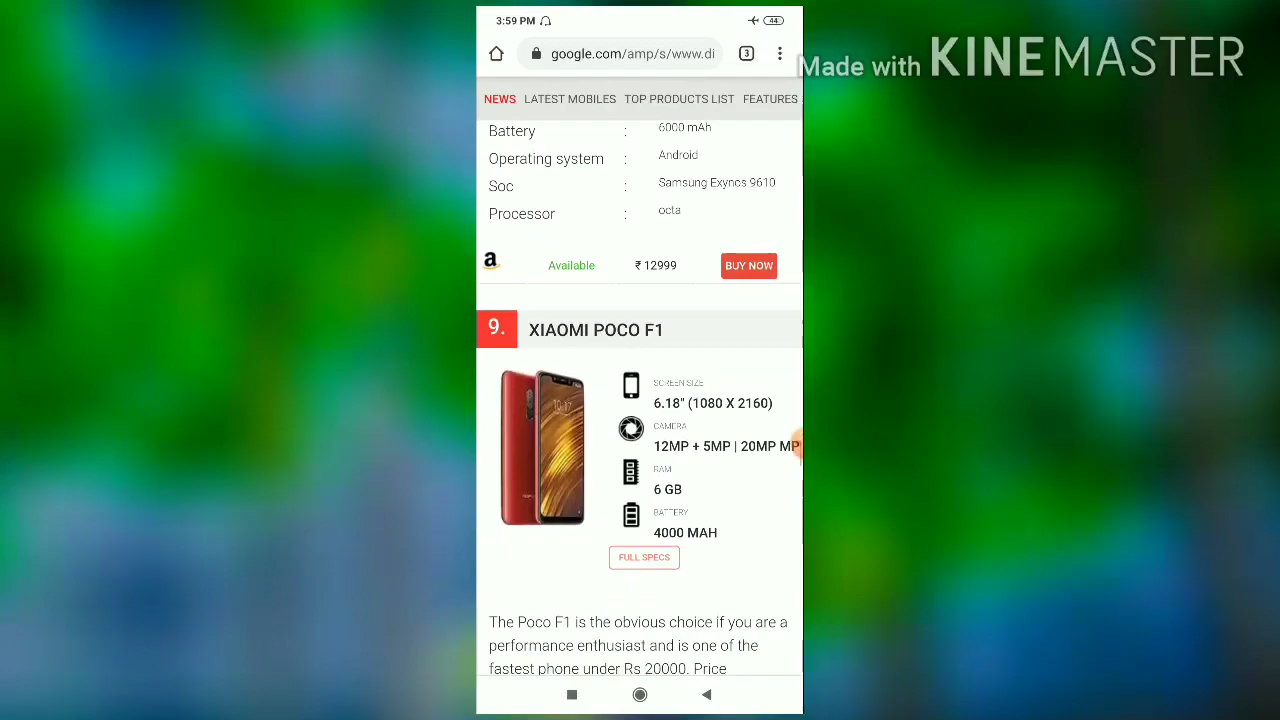 3:59 PM
44
google.com/amp/s/www.di
3
Made with KINEMASTER
NEWS LATEST MOBILES TOP PRODUCTS LIST FEATURES
Battery : 6000 mAh
Operating system : Android
Soc : Samsung Exynos 9610
Processor : octa
a Available ₹ 12999 BUY NOW
9. XIAOMI POCO F1
SCREEN SIZE
6.18" (1080 X 2160)
CAMERA
12MP + 5MP | 20MP MP
RAM
6 GB
BATTERY
4000 MAH
FULL SPECS
The Poco F1 is the obvious choice if you are a
performance enthusiast and is one of the
fastest phone under Rs 20000. Price